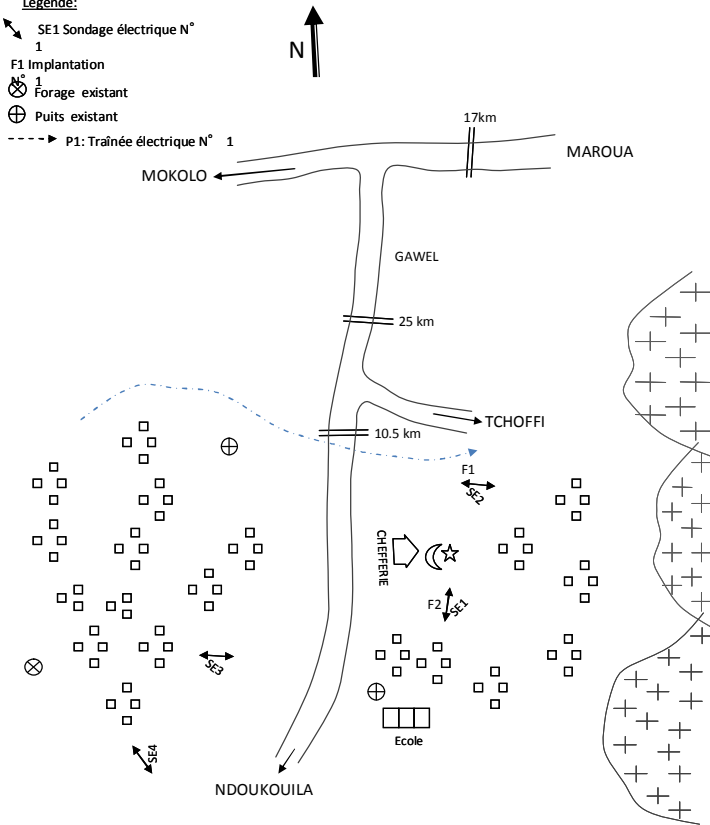 Légende:
SE1 Sondage électrique N°
1
F1 Implantation
N° 1
Forage existant
Puits existant
P1: Traînée électrique N° 1
N
17km
MAROUA
MOKOLO
GAWEL
25 km
TCHOFFI
10.5 km
F1
SE2
CHEFFERIE
F2
SE1
SE3
Ecole
SE4
NDOUKOUILA